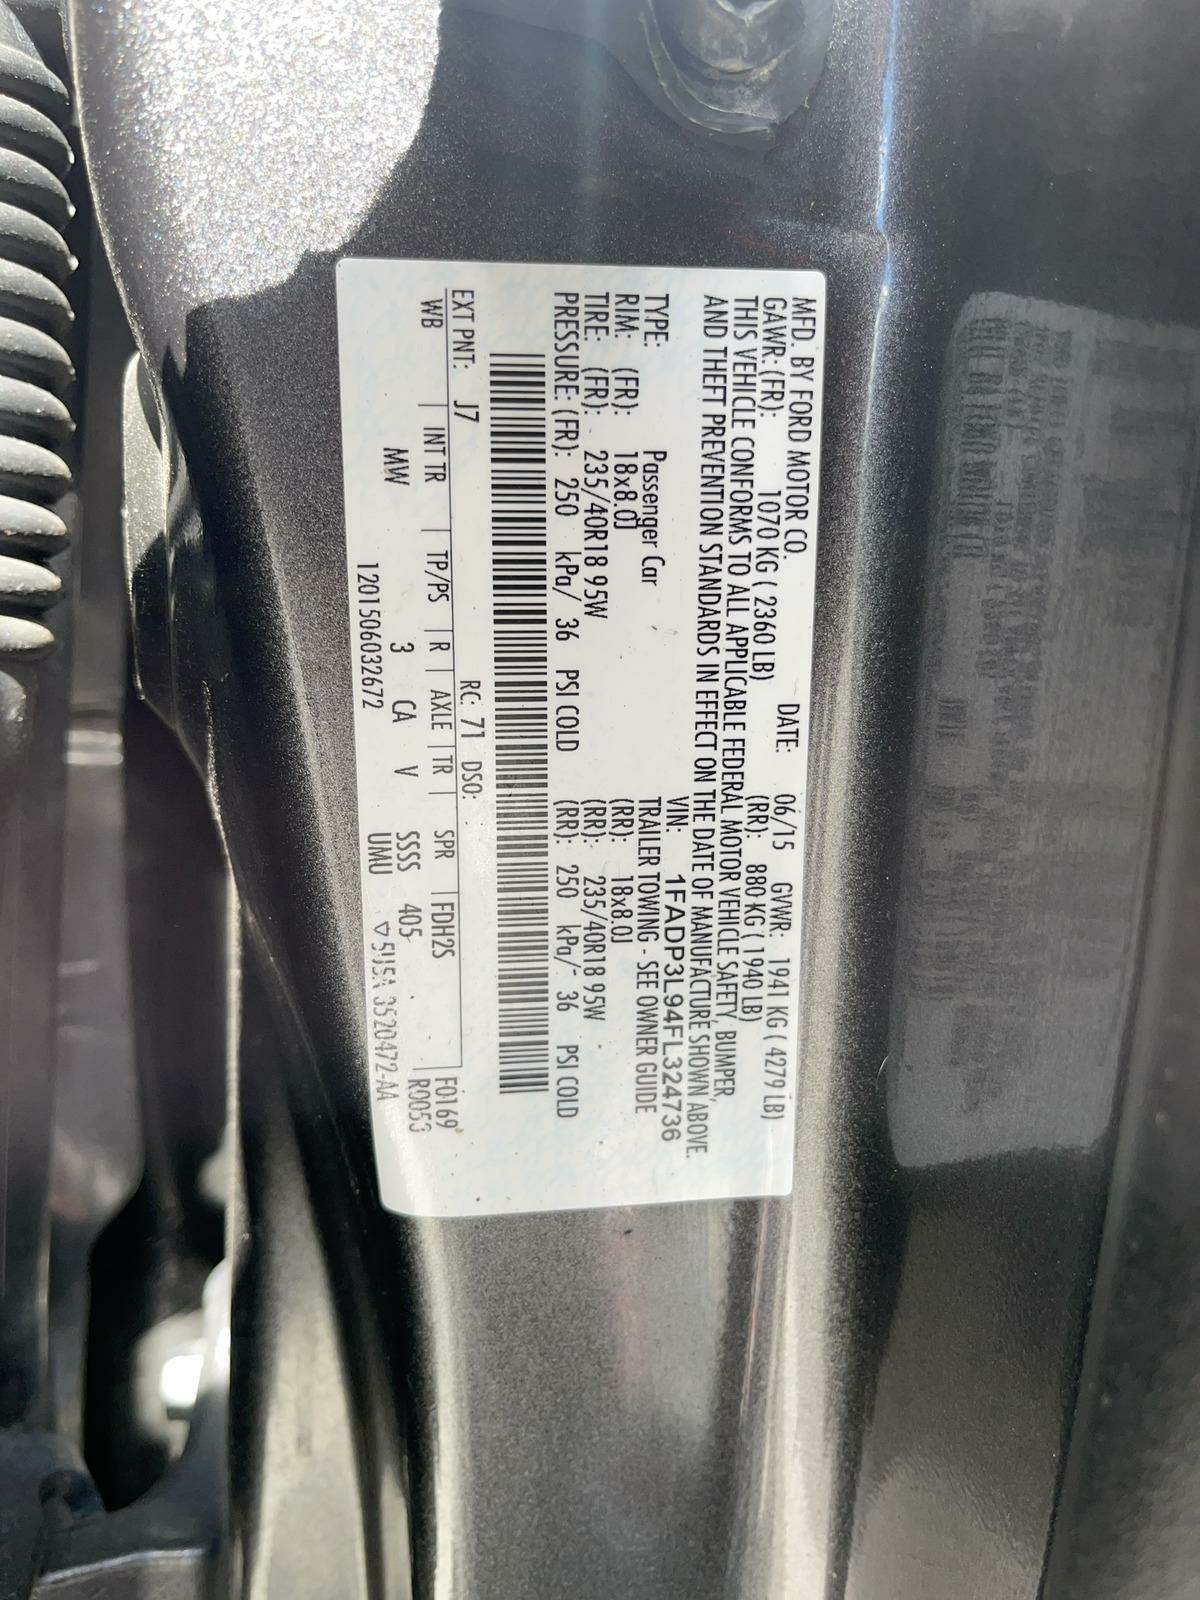 MFD. BY FORD MOTOR CO.
DATE: 06/15 GVWR: 1941 KG ( 4279 LB)
GAWR: (FR): 1070 KG ( 2360 LB) (RR): 880 KG ( 1940 LB)
THIS VEHICLE CONFORMS TO ALL APPLICABLE FEDERAL MOTOR VEHICLE SAFETY, BUMPER,
AND THEFT PREVENTION STANDARDS IN EFFECT ON THE DATE OF MANUFACTURE SHOWN ABOVE.
VIN: 1FADP3L94FL324736
TYPE: Passenger Car TRAILER TOWING - SEE OWNER GUIDE
RIM: (FR): 18x8.0J (RR): 18x8.0J
TIRE: (FR): 235/40R18 95W (RR): 235/40R18 95W
PRESSURE: (FR): 250 kPa/ 36 PSI COLD (RR): 250 kPa/ 36 PSI COLD
EXT PNT: J7 RC: 71 DSO: F0169
WB INT TR TP/PS R AXLE TR SPR FDH2S R0053
MW 3 CA V SSSS 405
1201506032672 UMU 3520472-AA